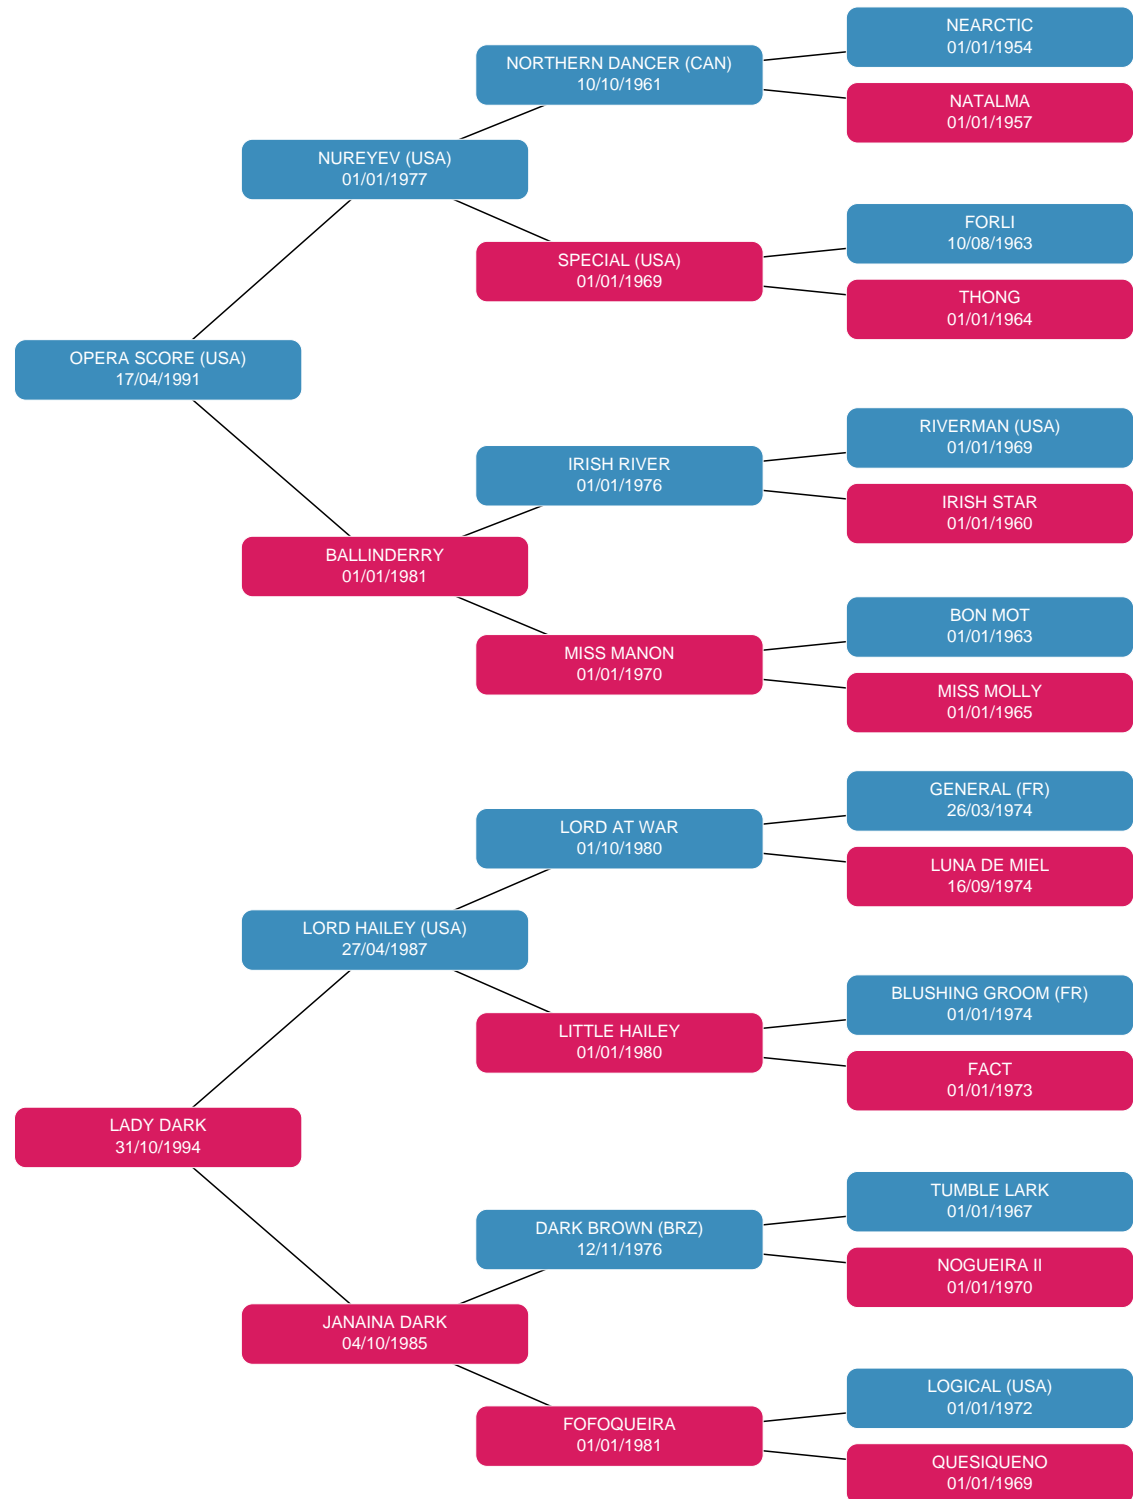 NEARCTIC
01/01/1954
NORTHERN DANCER (CAN)
10/10/1961
NATALMA
01/01/1957
NUREYEV (USA)
01/01/1977
FORLI
10/08/1963
SPECIAL (USA)
01/01/1969
THONG
01/01/1964
OPERA SCORE (USA)
17/04/1991
RIVERMAN (USA)
01/01/1969
IRISH RIVER
01/01/1976
IRISH STAR
01/01/1960
BALLINDERRY
01/01/1981
BON MOT
01/01/1963
MISS MANON
01/01/1970
MISS MOLLY
01/01/1965
GENERAL (FR)
26/03/1974
LORD AT WAR
01/10/1980
LUNA DE MIEL
16/09/1974
LORD HAILEY (USA)
27/04/1987
BLUSHING GROOM (FR)
01/01/1974
LITTLE HAILEY
01/01/1980
FACT
01/01/1973
LADY DARK
31/10/1994
TUMBLE LARK
01/01/1967
DARK BROWN (BRZ)
12/11/1976
NOGUEIRA II
01/01/1970
JANAINA DARK
04/10/1985
LOGICAL (USA)
01/01/1972
FOFOQUEIRA
01/01/1981
QUESIQUENO
01/01/1969